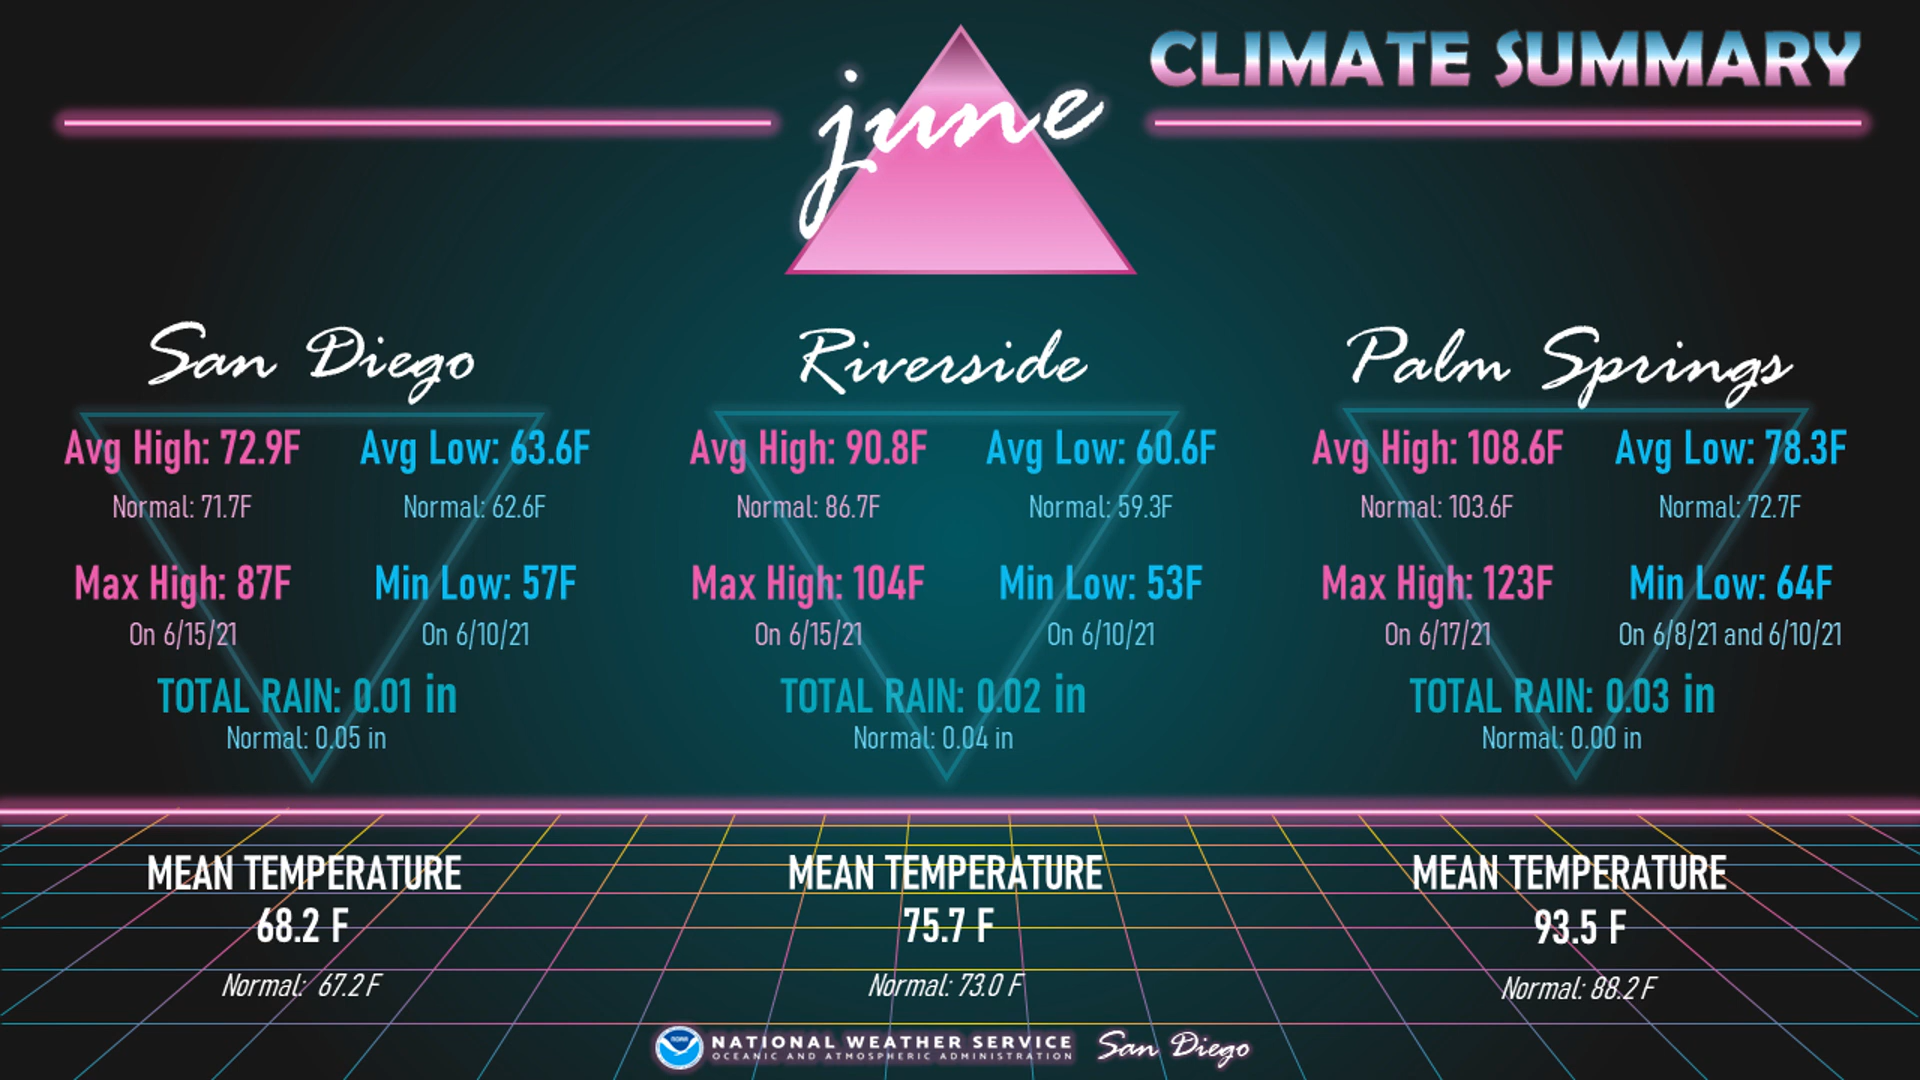 CLIMATE SUMMARY
june
San Diego
Avg High: 72.9F Avg Low: 63.6F
Normal: 71.7F Normal: 62.6F
Max High: 87F Min Low: 57F
On 6/15/21 On 6/10/21
TOTAL RAIN: 0.01 in
Normal: 0.05 in
Riverside
Avg High: 90.8F Avg Low: 60.6F
Normal: 86.7F Normal: 59.3F
Max High: 104F Min Low: 53F
On 6/15/21 On 6/10/21
TOTAL RAIN: 0.02 in
Normal: 0.04 in
Palm Springs
Avg High: 108.6F Avg Low: 78.3F
Normal: 103.6F Normal: 72.7F
Max High: 123F Min Low: 64F
On 6/17/21 On 6/8/21 and 6/10/21
TOTAL RAIN: 0.03 in
Normal: 0.00 in
MEAN TEMPERATURE
68.2 F
Normal: 67.2 F
MEAN TEMPERATURE
75.7 F
Normal: 73.0 F
MEAN TEMPERATURE
93.5 F
Normal: 88.2 F
noaa
NATIONAL WEATHER SERVICE
OCEANIC AND ATMOSPHERIC ADMINISTRATION
San Diego